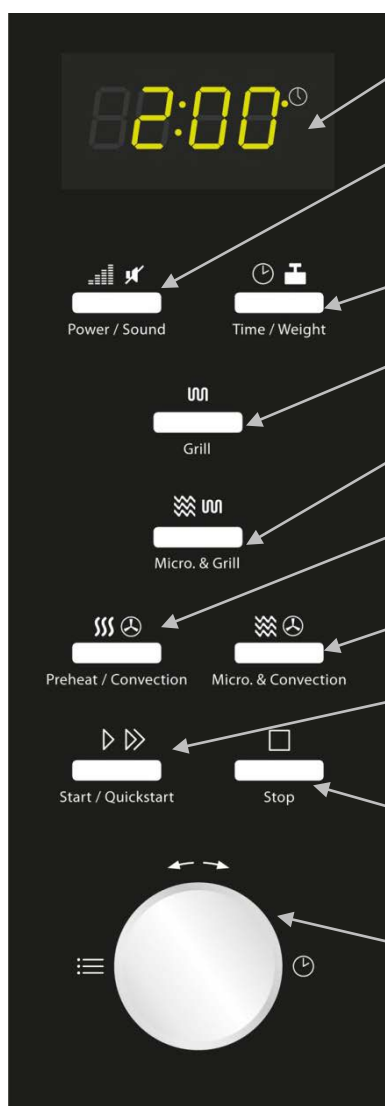 2:00
Power / Sound
Time / Weight
Grill
Micro. & Grill
Preheat / Convection
Micro. & Convection
Start / Quickstart
Stop